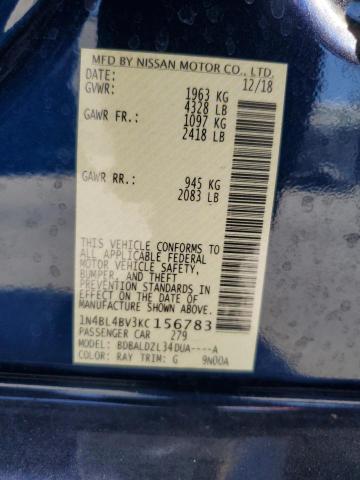 MFD BY NISSAN MOTOR CO., LTD.
DATE: 12/18
GVWR: 1963 KG
4328 LB
GAWR FR.: 1097 KG
2418 LB
GAWR RR.: 945 KG
2083 LB
THIS VEHICLE CONFORMS TO
ALL APPLICABLE FEDERAL
MOTOR VEHICLE SAFETY,
BUMPER, AND THEFT PREVENTION
STANDARDS IN EFFECT ON THE DATE OF
MANUFACTURE SHOWN ABOVE.
1N4BL4BV3KC156783
PASSENGER CAR 279
MODEL: BDBALDZL34DUA----A
COLOR: RAY TRIM: G 9N00A